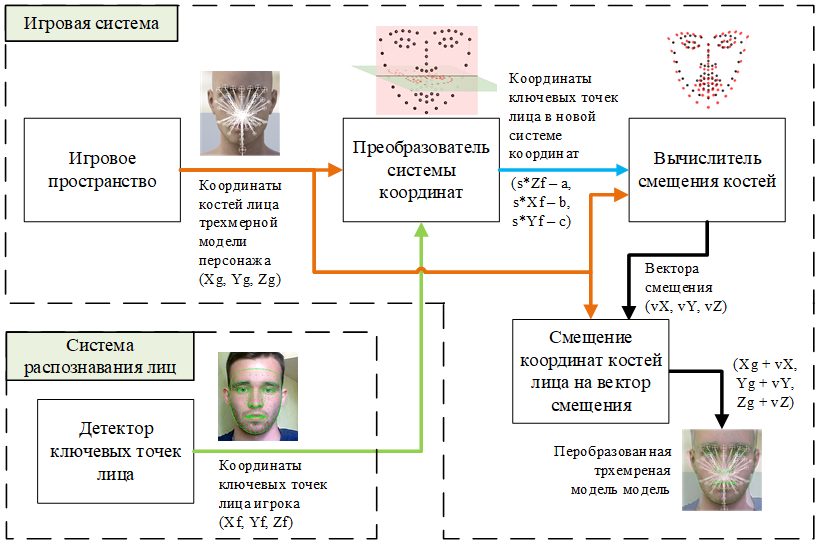 Игровая система
Игровое
пространство
Координаты
костей лица
трехмерной
модели
персонажа
(Xg, Yg, Zg)
Преобразователь
системы
координат
Координаты
ключевых точек
лица в новой
системе
координат
(s*Zf – a,
s*Xf – b,
s*Yf – c)
Вычислитель
смещения костей
Вектора
смещения
(vX, vY, vZ)
Смещение
координат костей
лица на вектор
смещения
(Xg + vX,
Yg + vY,
Zg + vZ)
Перобразованная
трхемреная
модель модель
Система
распознавания лиц
Детектор
ключевых точек
лица
Координаты
ключевых точек
лица игрока
(Xf, Yf, Zf)